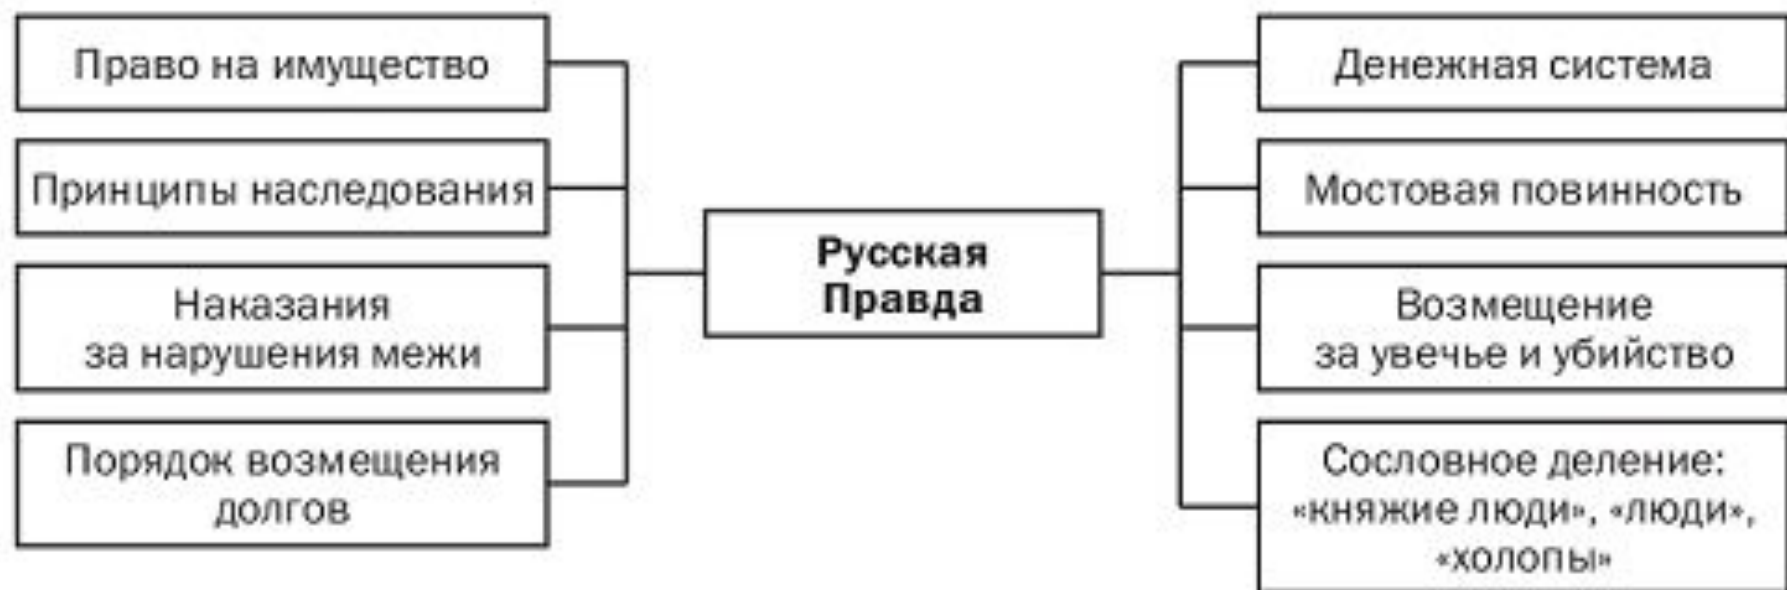 Право на имущество
Принципы наследования
Наказания
за нарушения межи
Порядок возмещения
долгов
Русская
Правда
Денежная система
Мостовая повинность
Возмещение
за увечье и убийство
Сословное деление:
«княжие люди», «люди»,
«холопы»